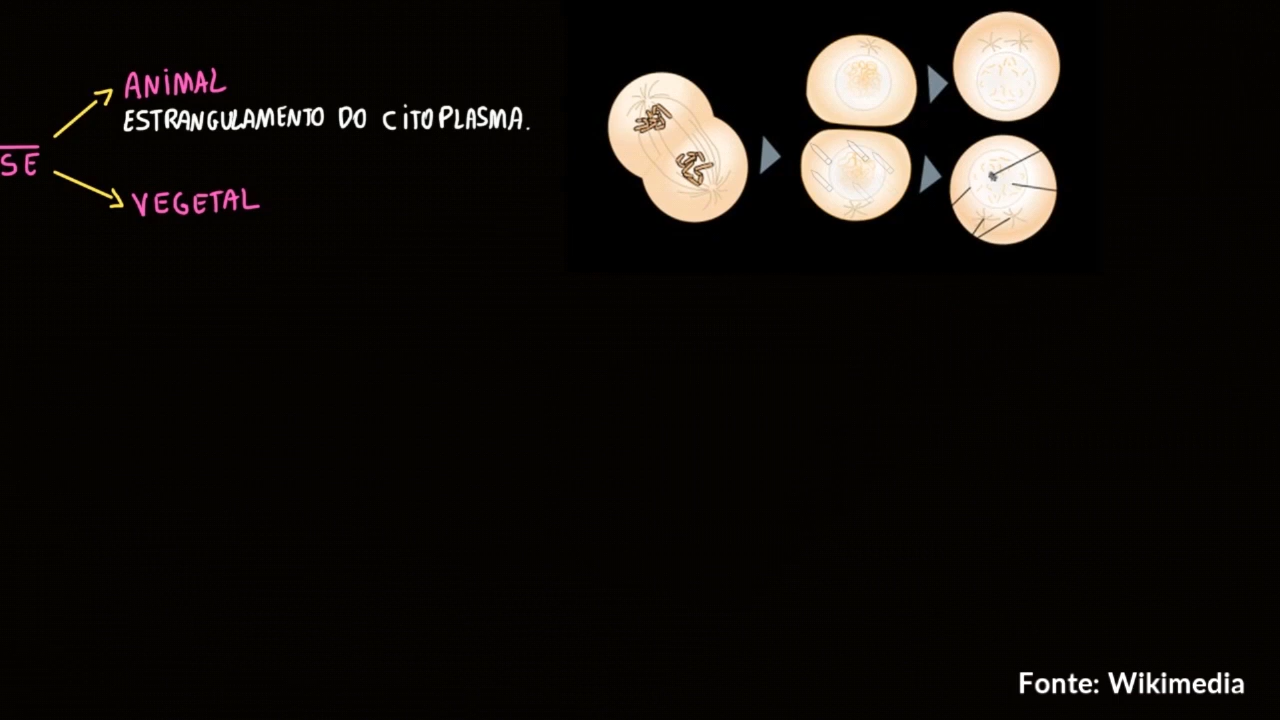 ANIMAL
ESTRANGULAMENTO DO CITOPLASMA.
SE
VEGETAL
Fonte: Wikimedia